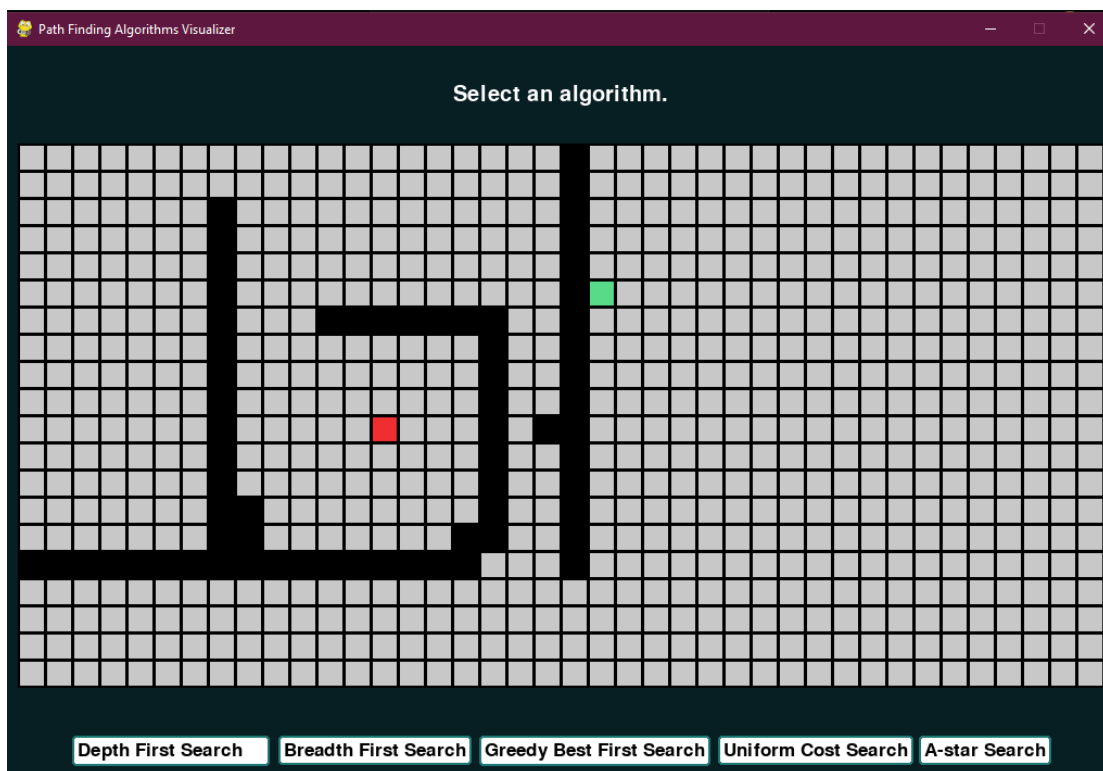 Path Finding Algorithms Visualizer
Select an algorithm.
Depth First Search Breadth First Search Greedy Best First Search Uniform Cost Search A-star Search